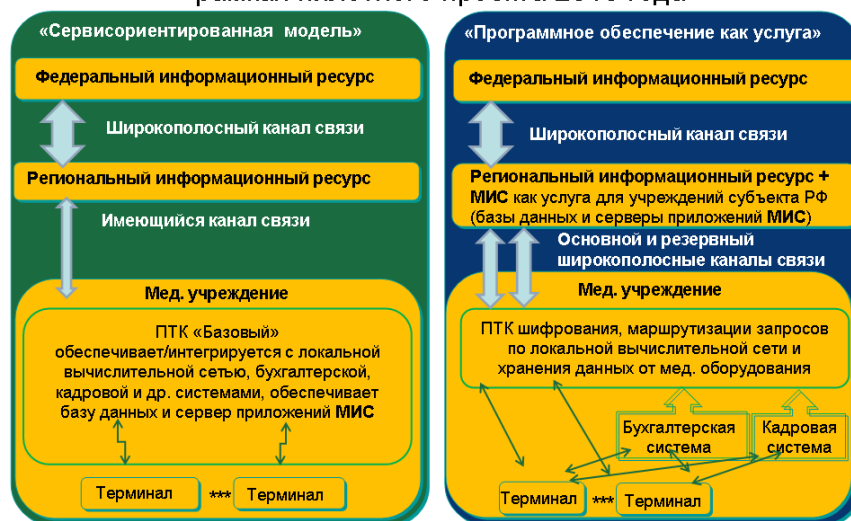 «Сервисориентированная модель»
Федеральный информационный ресурс
Широкополосный канал связи
Региональный информационный ресурс
Имеющийся канал связи
Мед. учреждение
ПТК «Базовый»
обеспечивает/интегрируется с локальной
вычислительной сетью, бухгалтерской,
кадровой и др. системами, обеспечивает
базу данных и сервер приложений МИС
Терминал *** Терминал
«Программное обеспечение как услуга»
Федеральный информационный ресурс
Широкополосный канал связи
Региональный информационный ресурс +
МИС как услуга для учреждений субъекта РФ
(базы данных и серверы приложений МИС)
Основной и резервный
широкополосные каналы связи
Мед. учреждение
ПТК шифрования, маршрутизации запросов
по локальной вычислительной сети и
хранения данных от мед. оборудования
Бухгалтерская
система
Кадровая
система
Терминал *** Терминал